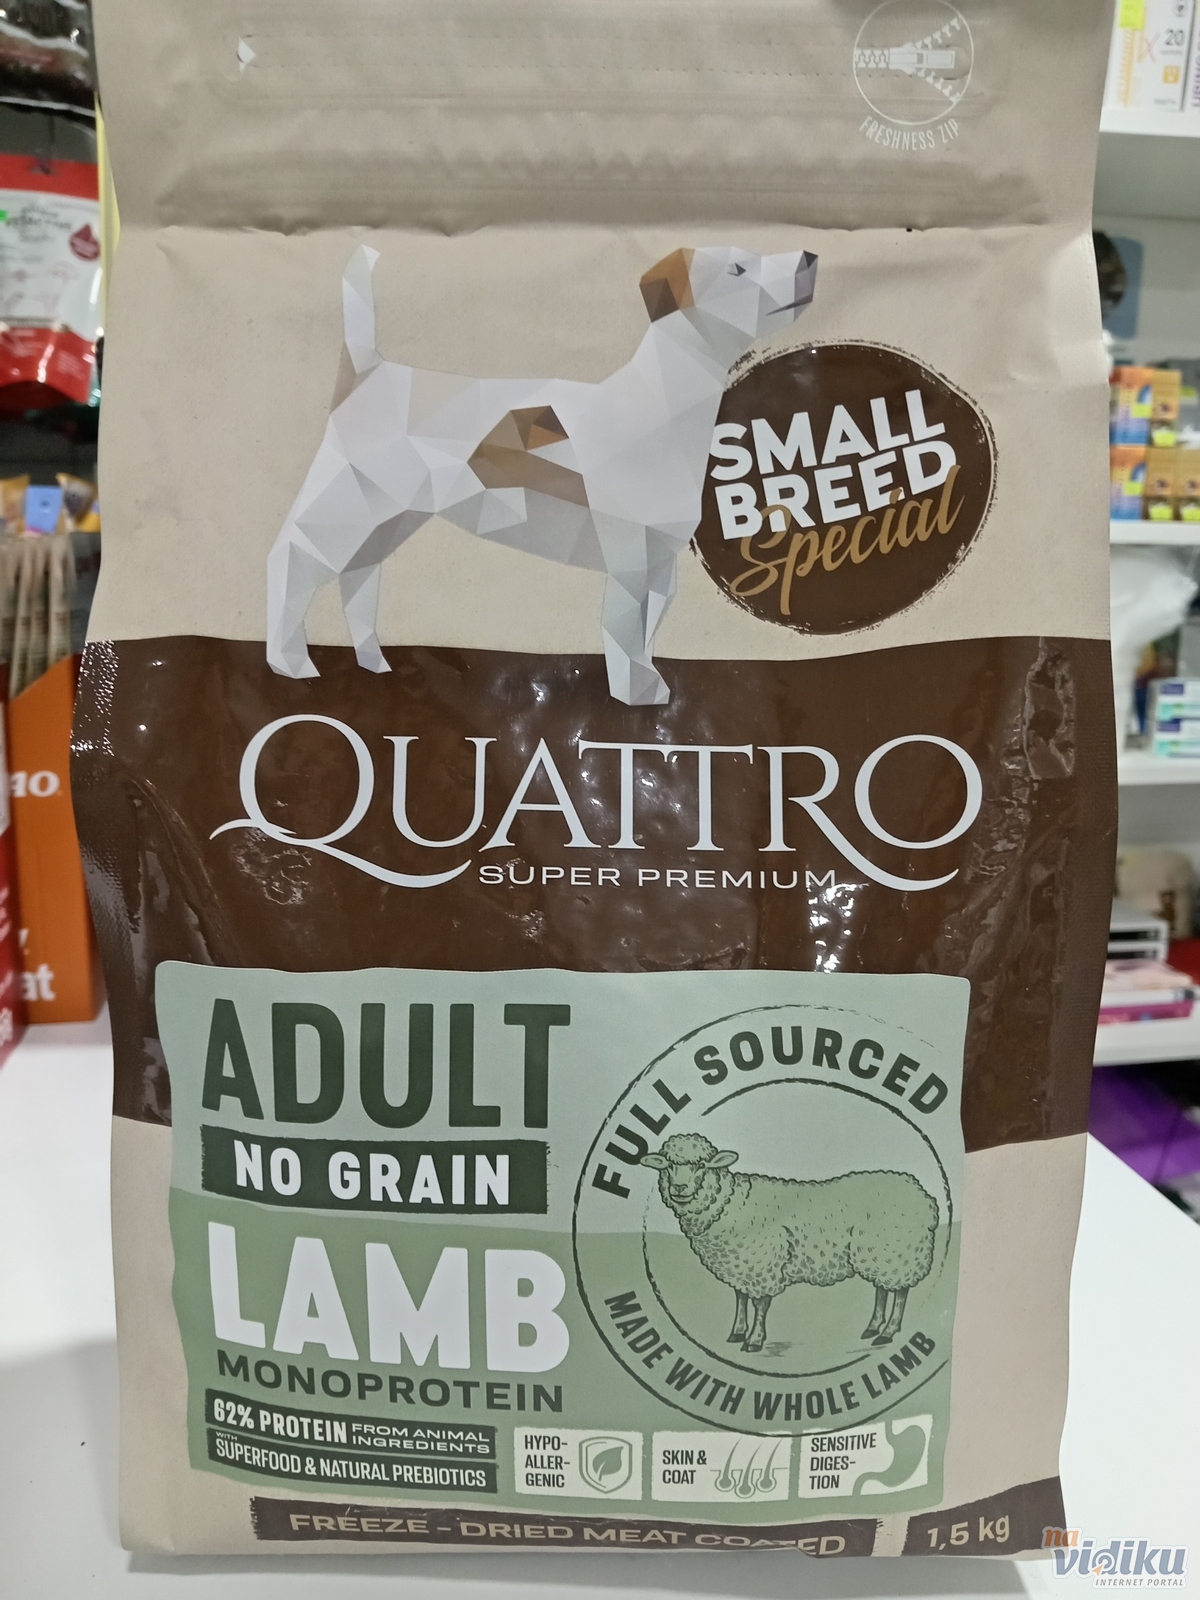 FRESHNESS ZIP
SMALL
BREED
Special
QUATTRO
SUPER PREMIUM
ADULT
NO GRAIN
LAMB
MONOPROTEIN
62% PROTEIN FROM ANIMAL INGREDIENTS
WITH
SUPERFOOD & NATURAL PREBIOTICS
FULL SOURCED
MADE WITH WHOLE LAMB
HYPO-
ALLER-
GENIC
SKIN &
COAT
SENSITIVE
DIGES-
TION
FREEZE - DRIED MEAT COATED
1,5 kg
na
vidiku
INTERNET PORTAL
20
at